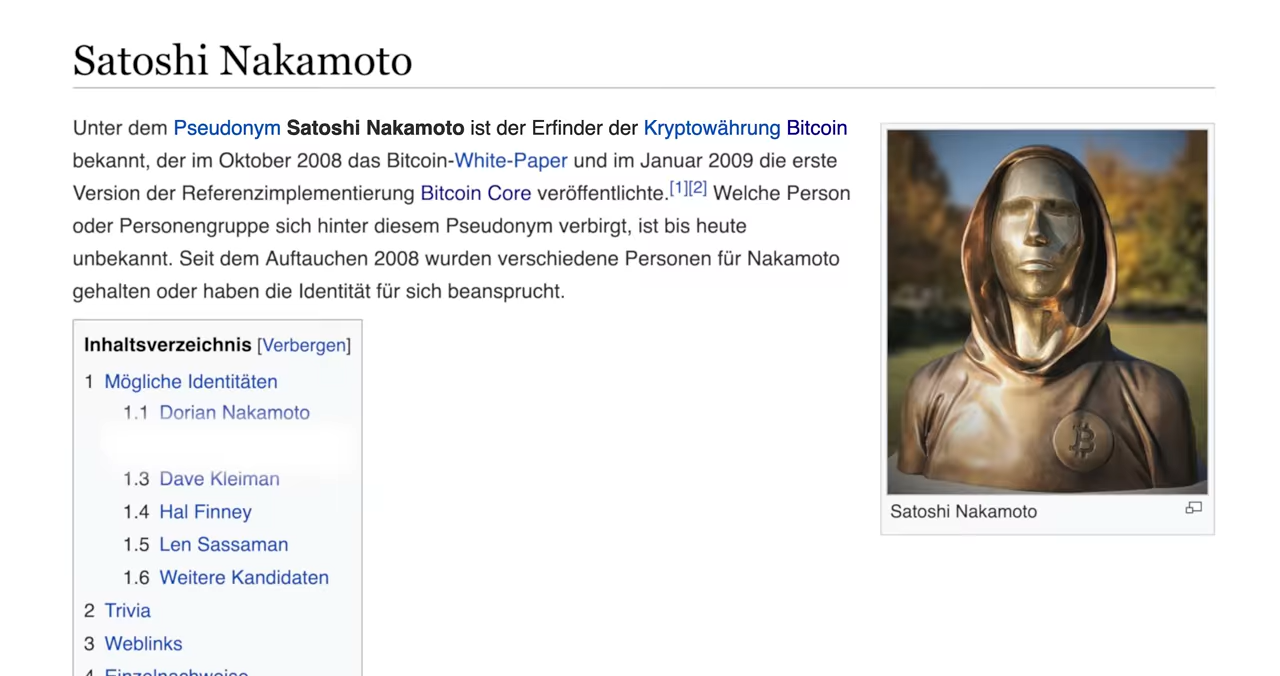 Satoshi Nakamoto
Unter dem Pseudonym Satoshi Nakamoto ist der Erfinder der Kryptowährung Bitcoin
bekannt, der im Oktober 2008 das Bitcoin-White-Paper und im Januar 2009 die erste
Version der Referenzimplementierung Bitcoin Core veröffentlichte.[1][2] Welche Person
oder Personengruppe sich hinter diesem Pseudonym verbirgt, ist bis heute
unbekannt. Seit dem Auftauchen 2008 wurden verschiedene Personen für Nakamoto
gehalten oder haben die Identität für sich beansprucht.
Inhaltsverzeichnis [Verbergen]
1 Mögliche Identitäten
1.1 Dorian Nakamoto
1.3 Dave Kleiman
1.4 Hal Finney
1.5 Len Sassaman
1.6 Weitere Kandidaten
2 Trivia
3 Weblinks
4 Einzelnachweise
Satoshi Nakamoto